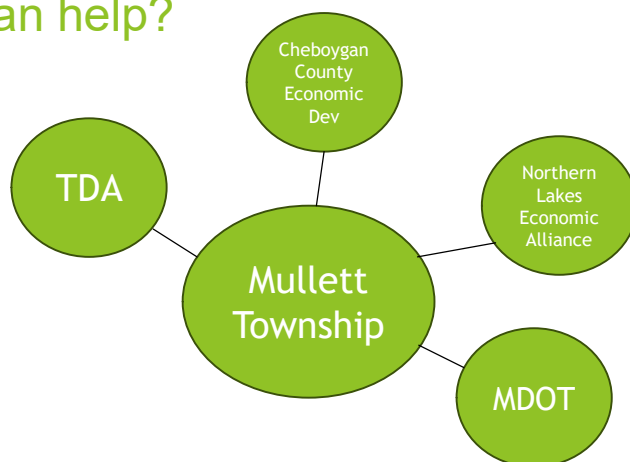 an help?
Cheboygan
County
Economic
Dev
TDA
Northern
Lakes
Economic
Alliance
Mullett
Township
MDOT